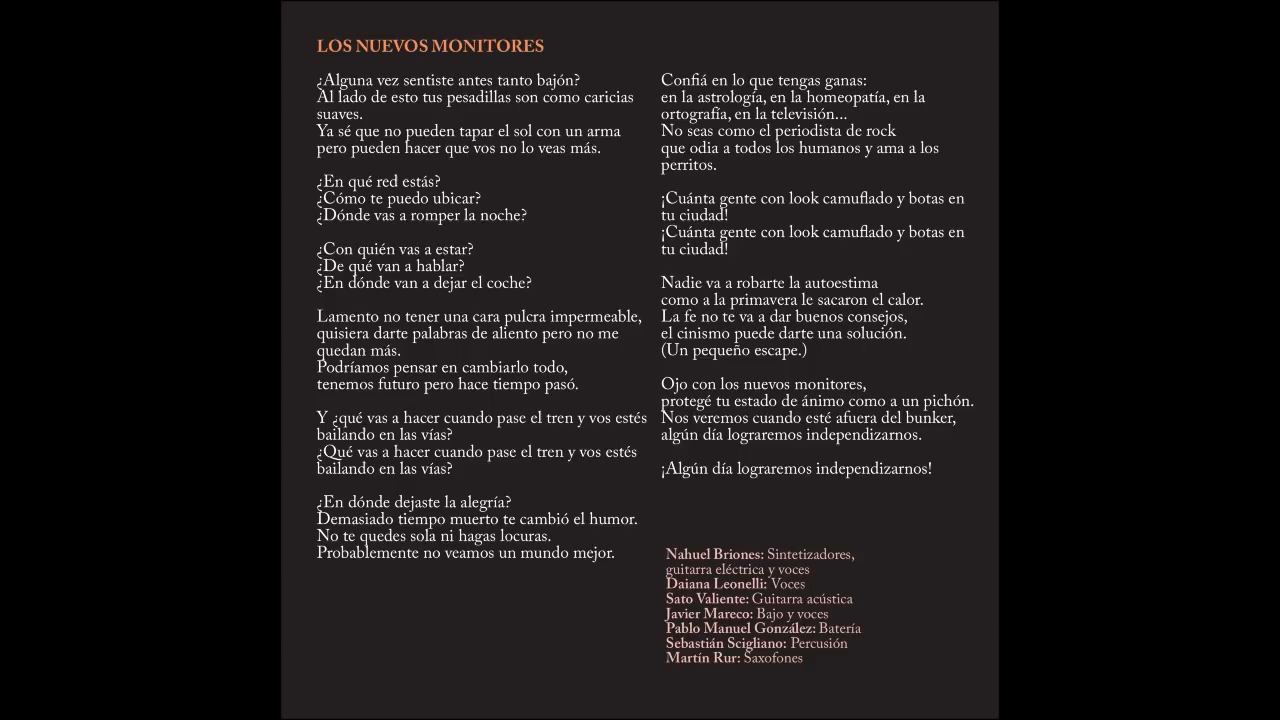 LOS NUEVOS MONITORES
¿Alguna vez sentiste antes tanto bajón?
Al lado de esto tus pesadillas son como caricias
suaves.
Ya sé que no pueden tapar el sol con un arma
pero pueden hacer que vos no lo veas más.
¿En qué red estás?
¿Cómo te puedo ubicar?
¿Dónde vas a romper la noche?
¿Con quién vas a estar?
¿De qué van a hablar?
¿En dónde van a dejar el coche?
Lamento no tener una cara pulcra impermeable,
quisiera darte palabras de aliento pero no me
quedan más.
Podríamos pensar en cambiarlo todo,
tenemos futuro pero hace tiempo pasó.
Y ¿qué vas a hacer cuando pase el tren y vos estés
bailando en las vías?
¿Qué vas a hacer cuando pase el tren y vos estés
bailando en las vías?
¿En dónde dejaste la alegría?
Demasiado tiempo muerto te cambió el humor.
No te quedes sola ni hagas locuras.
Probablemente no veamos un mundo mejor.
Confiá en lo que tengas ganas:
en la astrología, en la homeopatía, en la
ortografía, en la televisión...
No seas como el periodista de rock
que odia a todos los humanos y ama a los
perritos.
¡Cuánta gente con look camuflado y botas en
tu ciudad!
¡Cuánta gente con look camuflado y botas en
tu ciudad!
Nadie va a robarte la autoestima
como a la primavera le sacaron el calor.
La fe no te va a dar buenos consejos,
el cinismo puede darte una solución.
(Un pequeño escape.)
Ojo con los nuevos monitores,
protegé tu estado de ánimo como a un pichón.
Nos veremos cuando esté afuera del bunker,
algún día lograremos independizarnos.
¡Algún día lograremos independizarnos!
Nahuel Briones: Sintetizadores,
guitarra eléctrica y voces
Daiana Leonelli: Voces
Sato Valiente: Guitarra acústica
Javier Mareco: Bajo y voces
Pablo Manuel González: Batería
Sebastián Scigliano: Percusión
Martín Rur: Saxofones